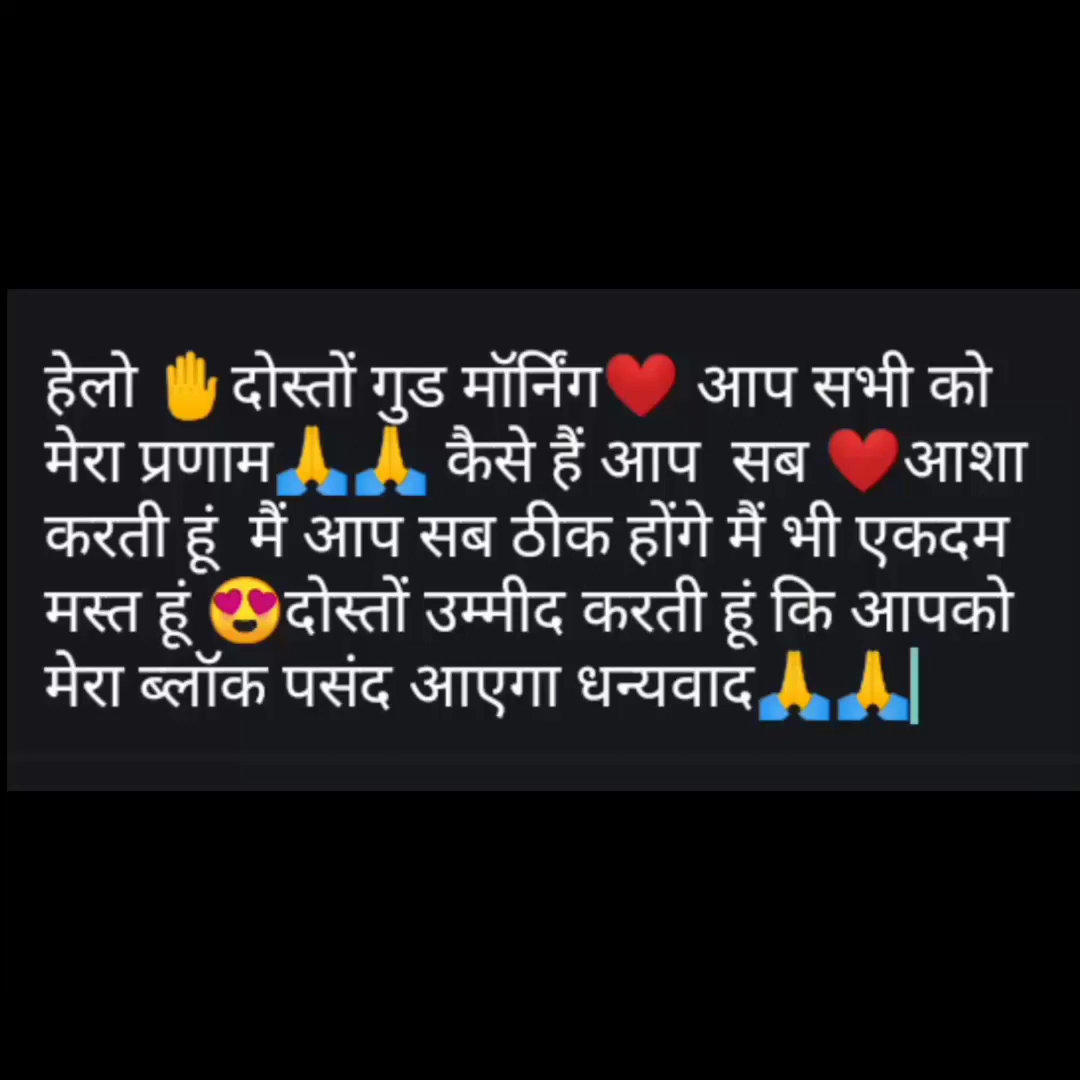 हेलो 🤚दोस्तों गुड मॉर्निंग❤️ आप सभी को
मेरा प्रणाम🙏🙏 कैसे हैं आप  सब ❤️आशा
करती हूं  मैं आप सब ठीक होंगे मैं भी एकदम
मस्त हूं 😍दोस्तों उम्मीद करती हूं कि आपको
मेरा ब्लॉक पसंद आएगा धन्यवाद🙏🙏